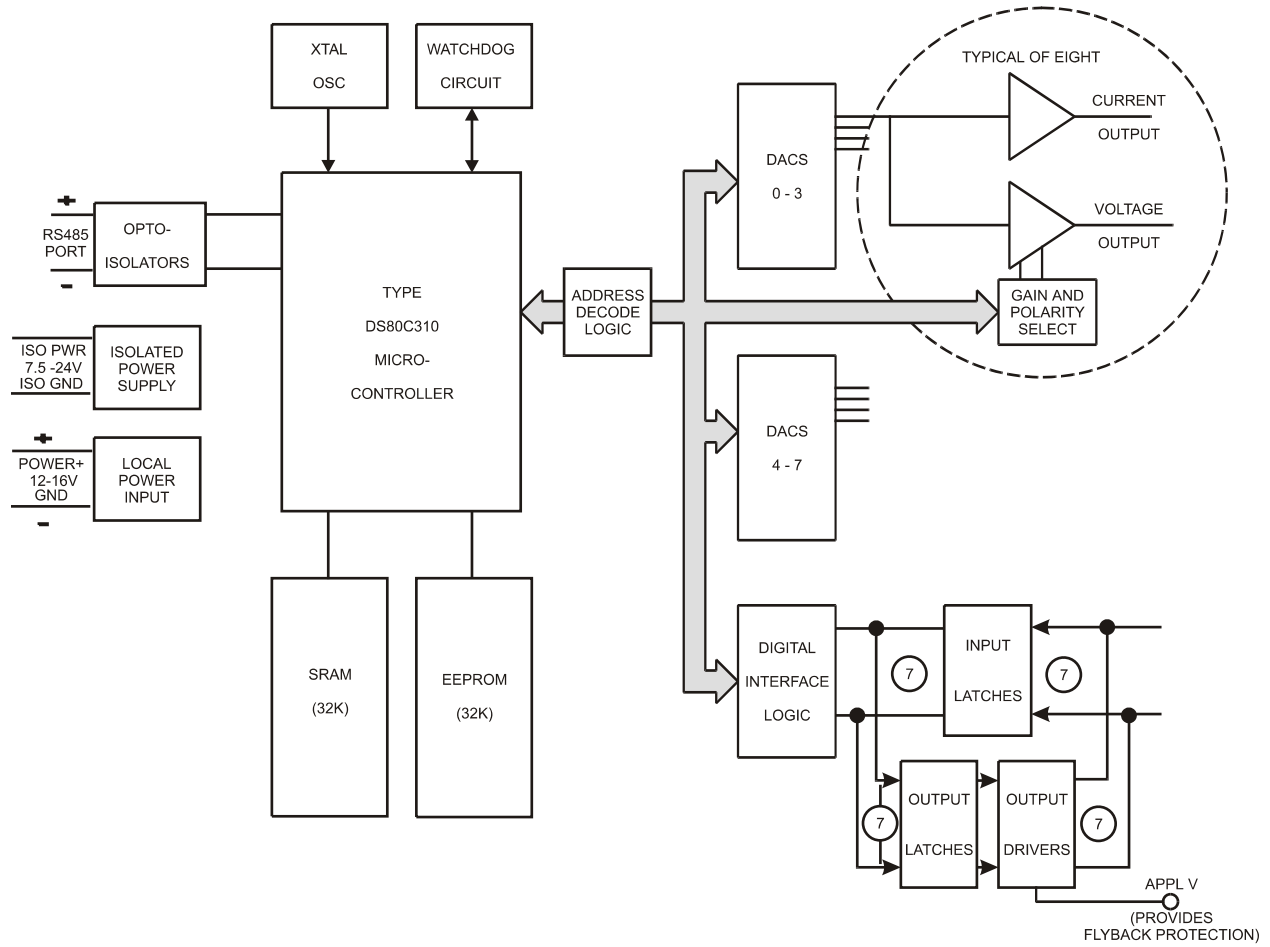 XTAL
OSC
WATCHDOG
CIRCUIT
TYPICAL OF EIGHT
CURRENT
OUTPUT
DACS
0 - 3
VOLTAGE
OUTPUT
+
RS485
PORT
-
OPTO-
ISOLATORS
TYPE
DS80C310
MICRO-
CONTROLLER
ADDRESS
DECODE
LOGIC
GAIN AND
POLARITY
SELECT
ISO PWR
7.5 -24V
ISO GND
ISOLATED
POWER
SUPPLY
+
POWER+
12-16V
GND
-
LOCAL
POWER
INPUT
DACS
4 - 7
SRAM
(32K)
EEPROM
(32K)
DIGITAL
INTERFACE
LOGIC
7
INPUT
LATCHES
7
7
OUTPUT
LATCHES
OUTPUT
DRIVERS
7
APPL V
(PROVIDES
FLYBACK PROTECTION)